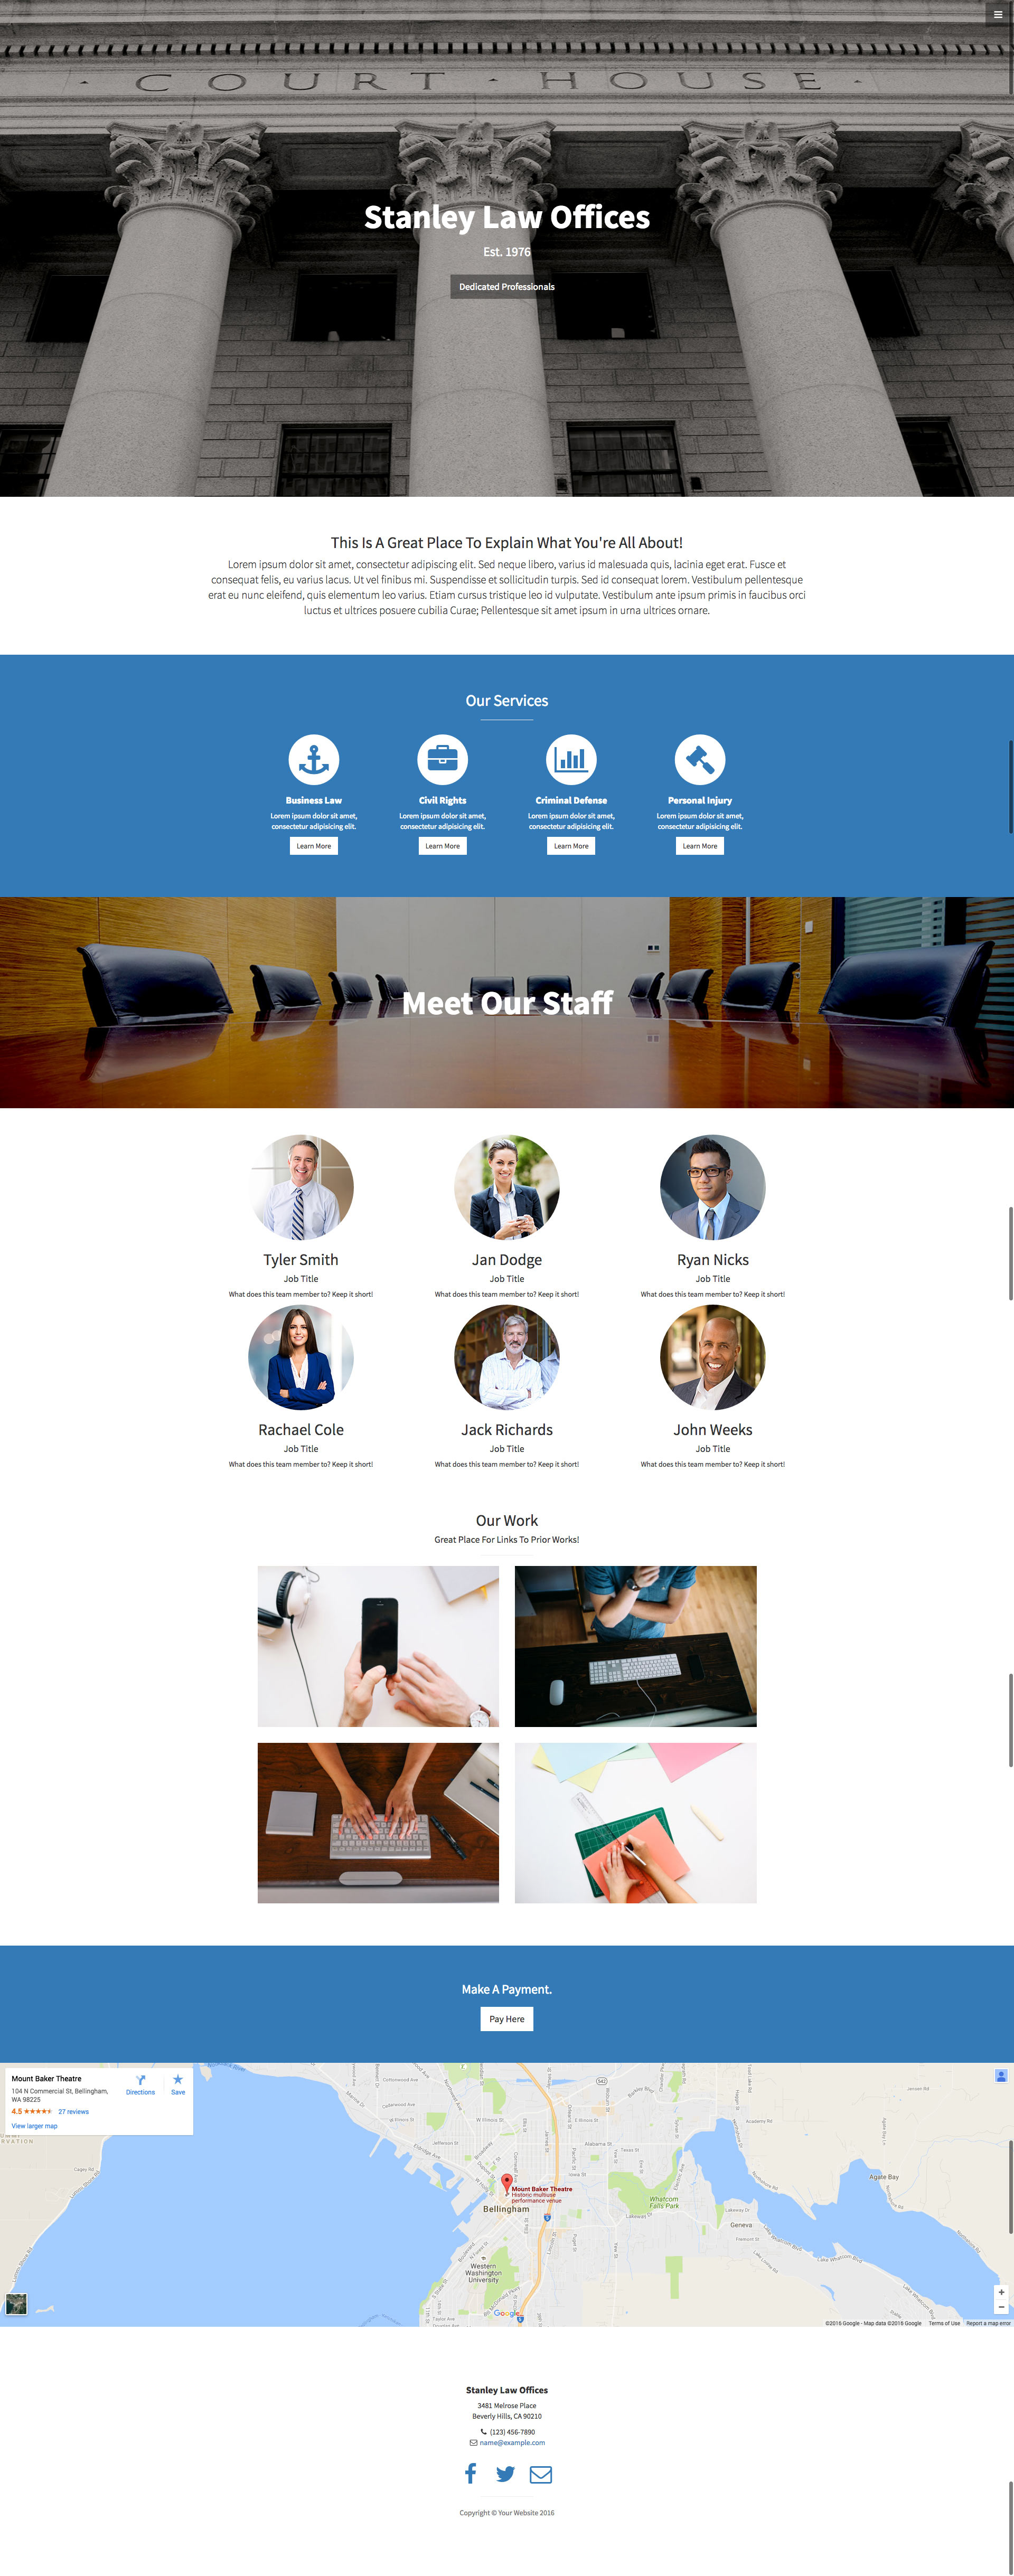 · COURT · HOUSE ·
Stanley Law Offices
Est. 1976
Dedicated Professionals
This Is A Great Place To Explain What You're All About!
Lorem ipsum dolor sit amet, consectetur adipiscing elit. Sed neque libero, varius id malesuada quis, lacinia eget erat. Fusce et
consequat felis, eu varius lacus. Ut vel finibus mi. Suspendisse et sollicitudin turpis. Sed id consequat lorem. Vestibulum pellentesque
erat eu nunc eleifend, quis elementum leo varius. Etiam cursus tristique leo id vulputate. Vestibulum ante ipsum primis in faucibus orci
luctus et ultrices posuere cubilia Curae; Pellentesque sit amet ipsum in urna ultrices ornare.
Our Services
Business Law Civil Rights Criminal Defense Personal Injury
Lorem ipsum dolor sit amet, Lorem ipsum dolor sit amet, Lorem ipsum dolor sit amet, Lorem ipsum dolor sit amet,
consectetur adipisicing elit. consectetur adipisicing elit. consectetur adipisicing elit. consectetur adipisicing elit.
Learn More Learn More Learn More Learn More
Meet Our Staff
Tyler Smith Jan Dodge Ryan Nicks
Job Title Job Title Job Title
What does this team member to? Keep it short! What does this team member to? Keep it short! What does this team member to? Keep it short!
Rachael Cole Jack Richards John Weeks
Job Title Job Title Job Title
What does this team member to? Keep it short! What does this team member to? Keep it short! What does this team member to? Keep it short!
Our Work
Great Place For Links To Prior Works!
Make A Payment.
Pay Here
Mount Baker Theatre
104 N Commercial St, Bellingham,
WA 98225
4.5 27 reviews
View larger map
Directions Save
Mount Baker Theatre
Historic multiuse
performance venue
Bellingham
Whatcom
Falls Park
Geneva
Agate Bay
Western
Washington
University
Google
©2016 Google - Map data ©2016 Google Terms of Use Report a map error
Stanley Law Offices
3481 Melrose Place
Beverly Hills, CA 90210
(123) 456-7890
name@example.com
Copyright © Your Website 2016